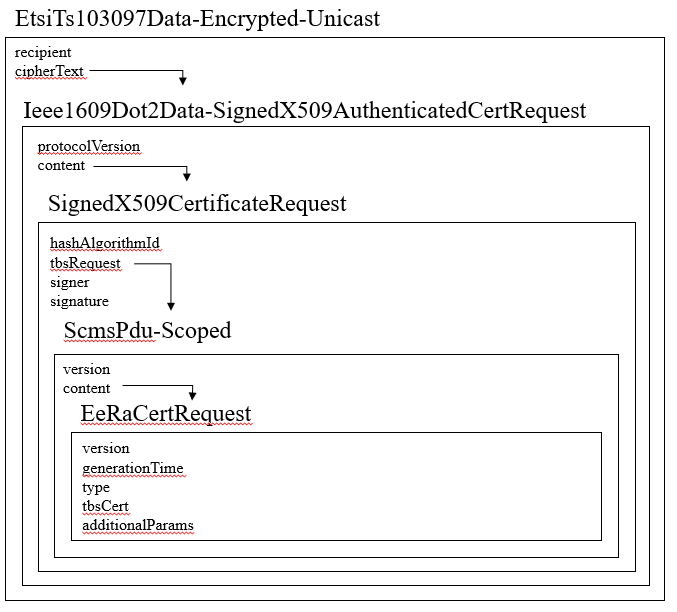 EtsiTs103097Data-Encrypted-Unicast
recipient
cipherText
Ieee1609Dot2Data-SignedX509AuthenticatedCertRequest
protocolVersion
content
SignedX509CertificateRequest
hashAlgorithmId
tbsRequest
signer
signature
ScmsPdu-Scoped
version
content
EeRaCertRequest
version
generationTime
type
tbsCert
additionalParams